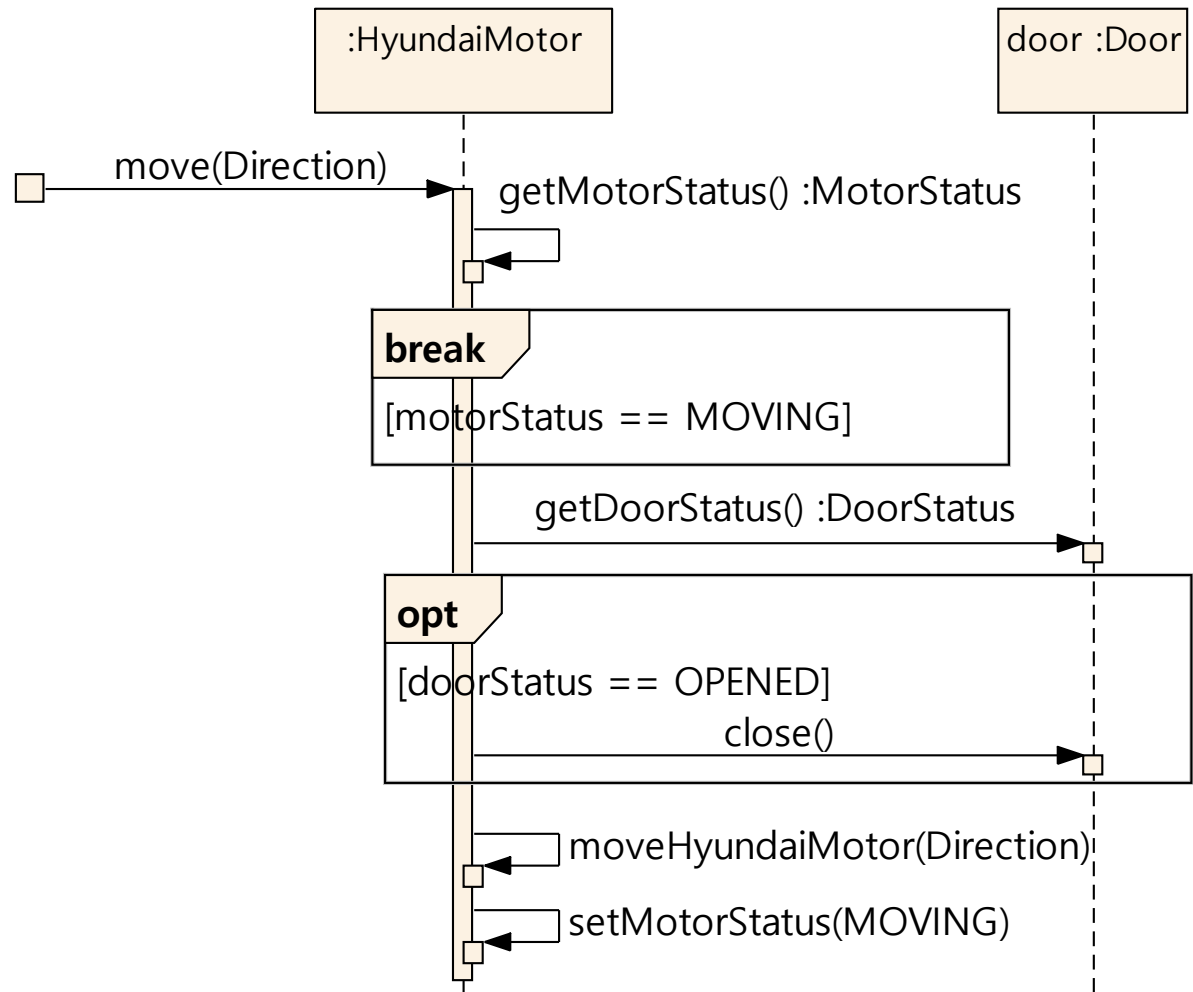 :HyundaiMotor
door :Door
move(Direction)
getMotorStatus() :MotorStatus
break
[motorStatus == MOVING]
getDoorStatus() :DoorStatus
opt
[doorStatus == OPENED]
close()
moveHyundaiMotor(Direction)
setMotorStatus(MOVING)